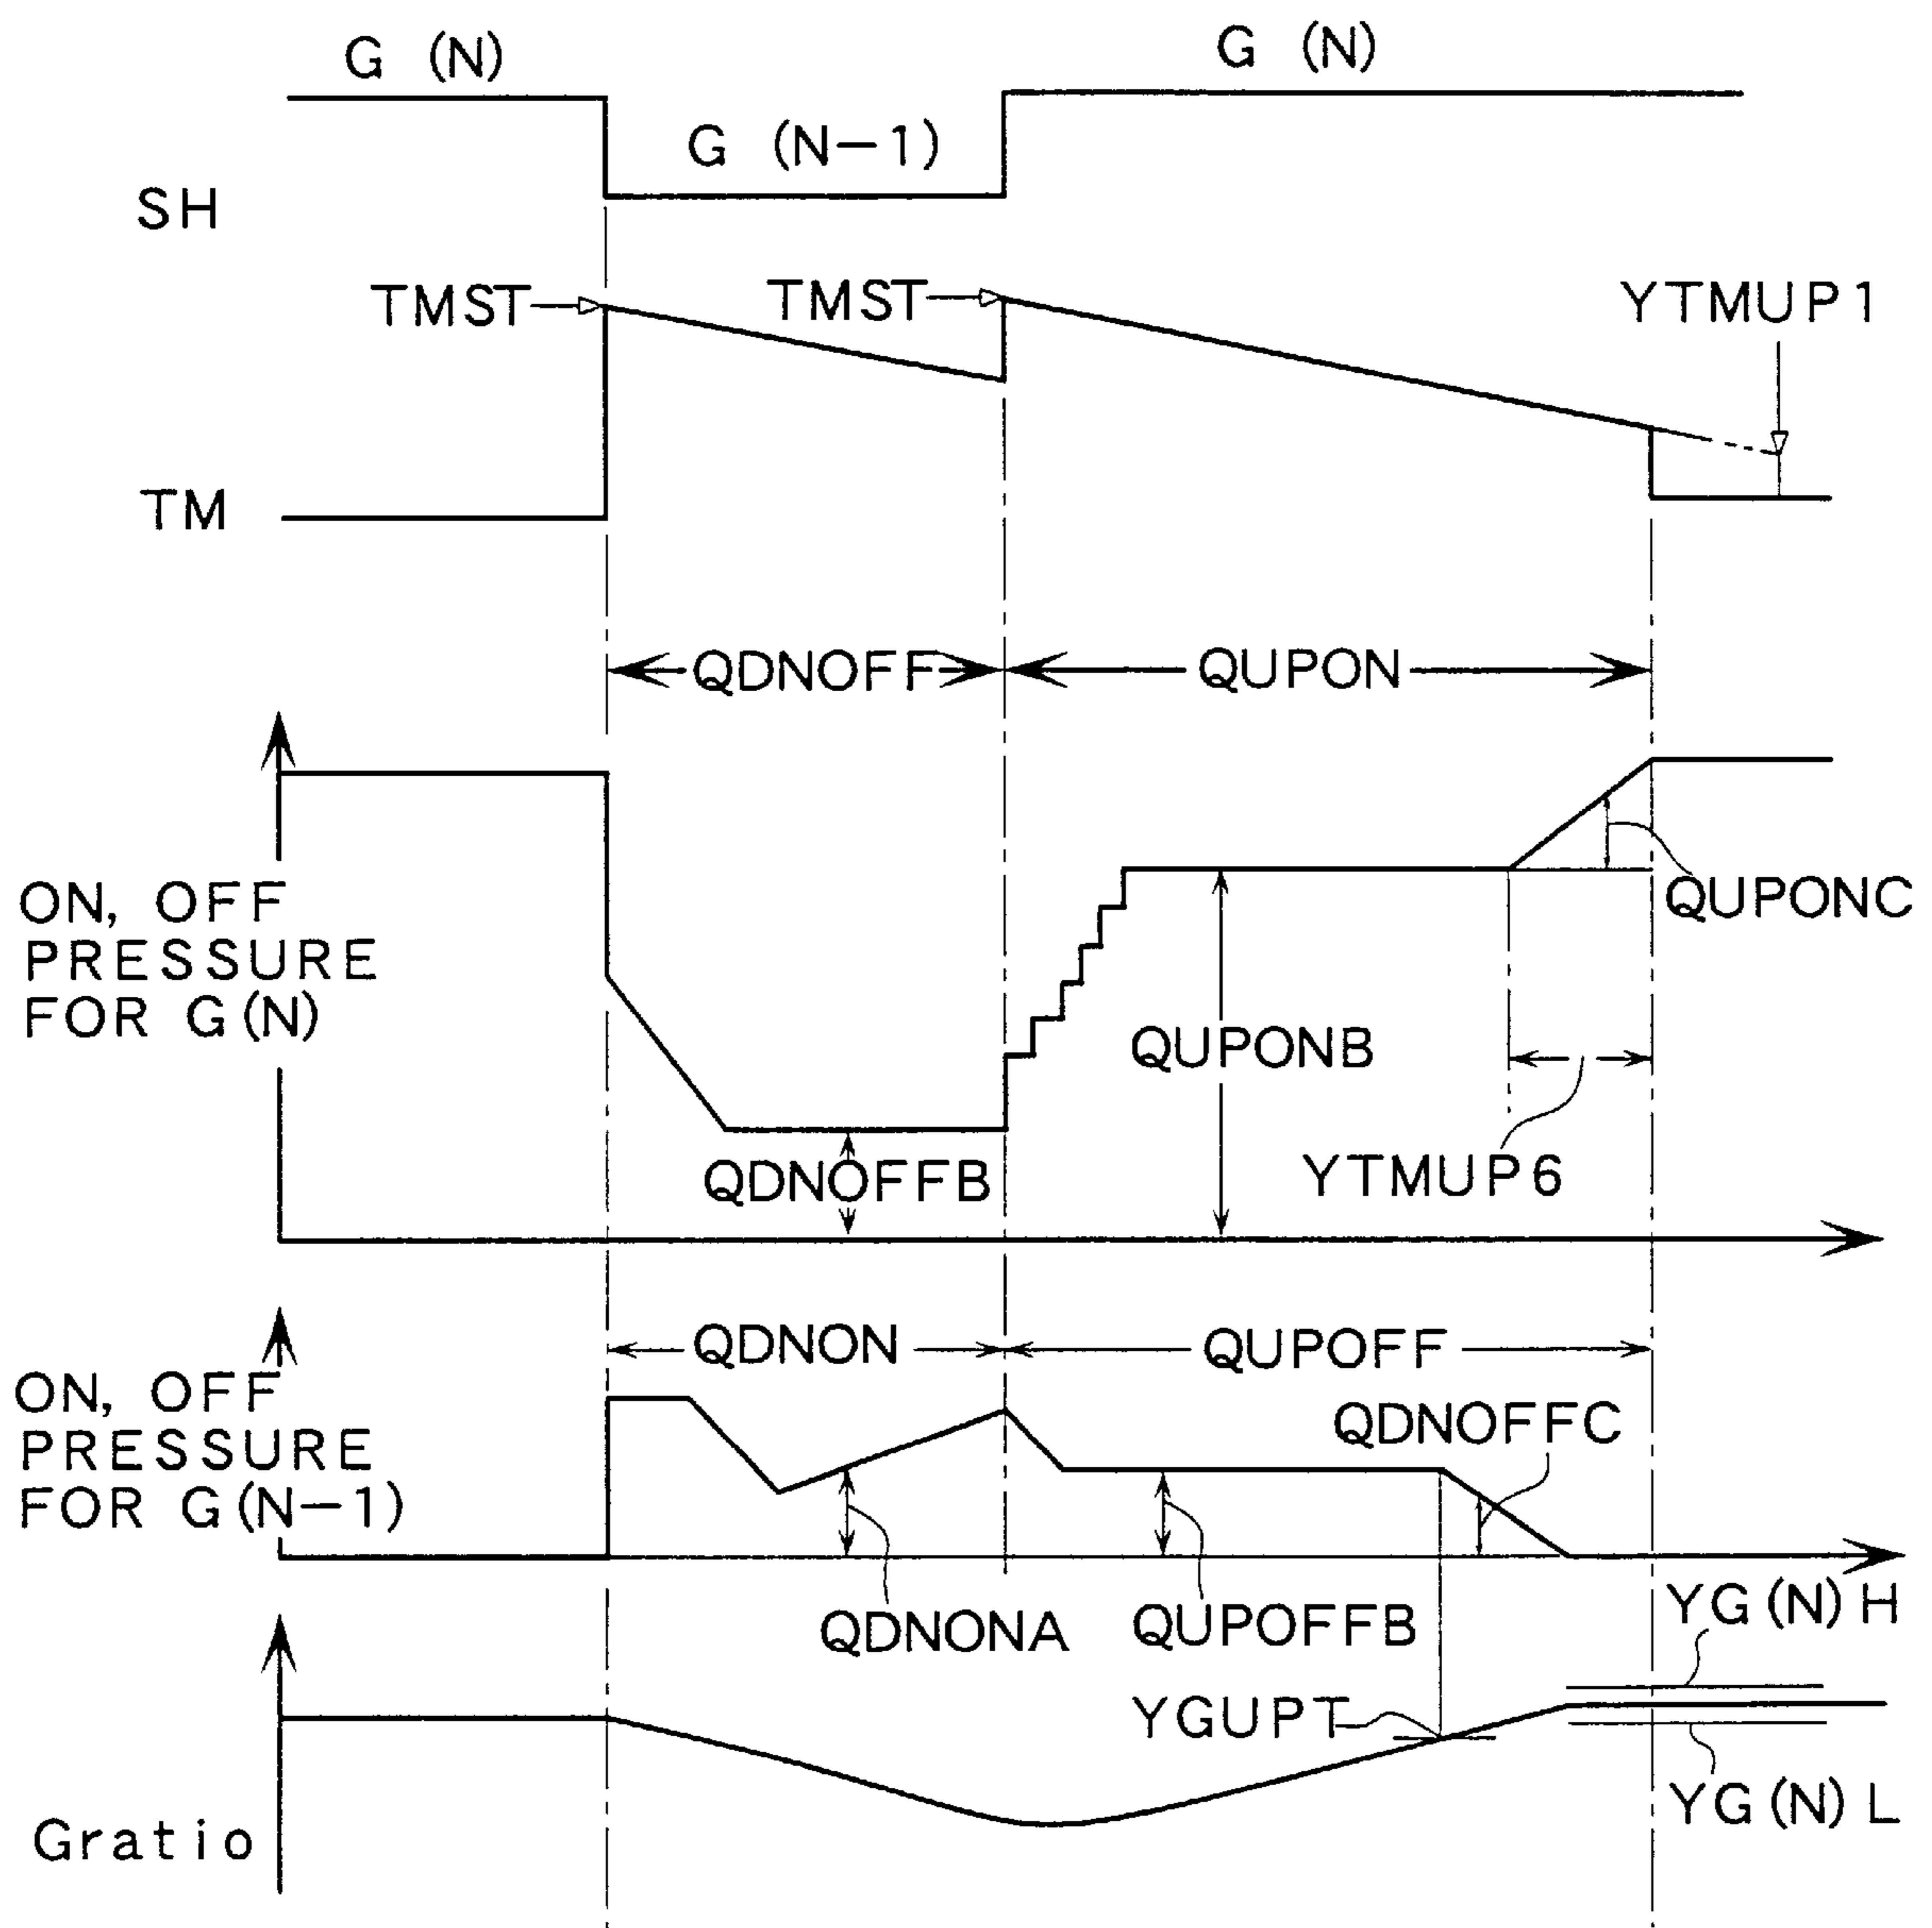 G (N)
G (N)
G (N-1)
SH
TMST
TMST
YTMUP1
TM
QDNOFF
QUPON
ON, OFF
PRESSURE
FOR G(N)
QUPONC
QUPONB
QDNOFFB
YTMUP6
QDNON
QUPOFF
ON, OFF
PRESSURE
FOR G(N-1)
QDNOFFC
QDNONA
QUPOFFB
YG(N)H
YGUPT
YG(N)L
Gratio